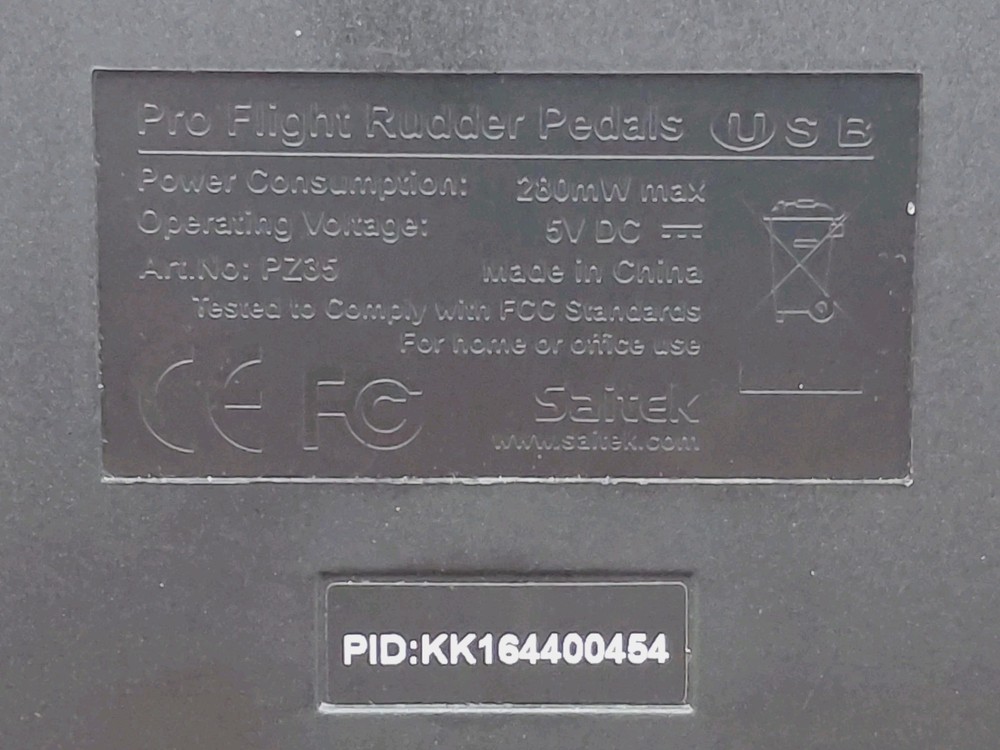 Pro Flight Rudder Pedals USB
Power Consumption: 280mW max
Operating Voltage: 5V DC
Art.No: PZ35 Made in China
Tested to Comply with FCC Standards
For home or office use
CE FC Saitek
www.saitek.com
PID:KK164400454